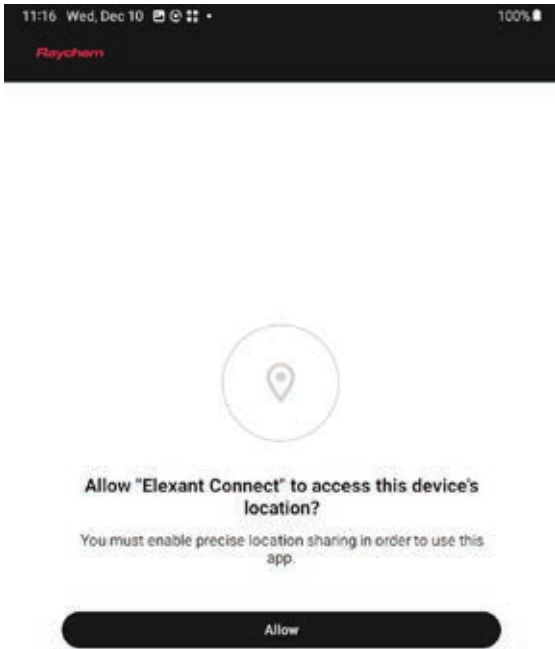 11:16 Wed, Dec 10
100%
Raychem
Allow "Elexant Connect" to access this device's
location?
You must enable precise location sharing in order to use this
app.
Allow